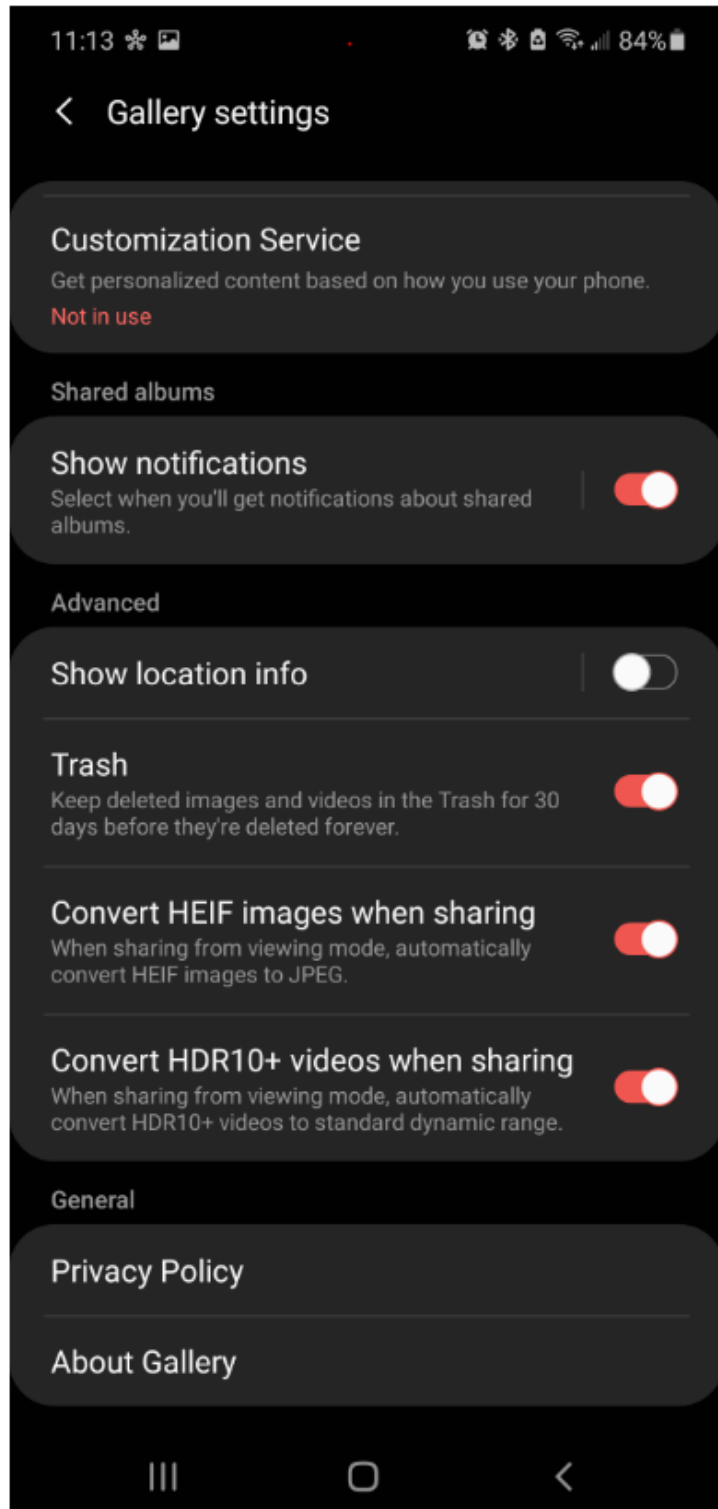 11:13 84%
Gallery settings
Customization Service
Get personalized content based on how you use your phone.
Not in use
Shared albums
Show notifications
Select when you'll get notifications about shared
albums.
Advanced
Show location info
Trash
Keep deleted images and videos in the Trash for 30
days before they're deleted forever.
Convert HEIF images when sharing
When sharing from viewing mode, automatically
convert HEIF images to JPEG.
Convert HDR10+ videos when sharing
When sharing from viewing mode, automatically
convert HDR10+ videos to standard dynamic range.
General
Privacy Policy
About Gallery